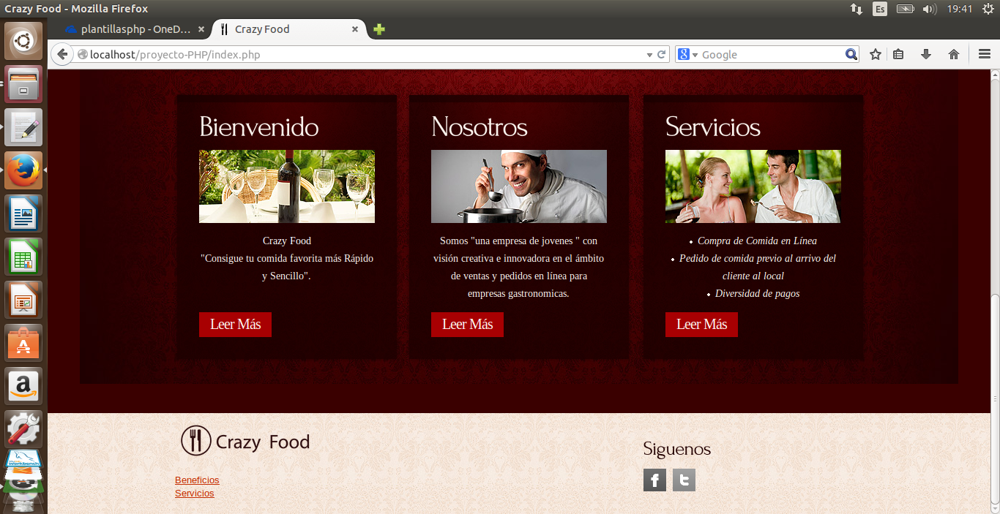 Crazy Food - Mozilla Firefox
Es
19:41
plantillasphp - OneD...
Crazy Food
localhost/proyecto-PHP/index.php
Google
Bienvenido
Crazy Food
"Consigue tu comida favorita más Rápido
y Sencillo".
Leer Más
Nosotros
Somos "una empresa de jovenes " con
visión creativa e innovadora en el ámbito
de ventas y pedidos en línea para
empresas gastronomicas.
Leer Más
Servicios
Compra de Comida en Línea
Pedido de comida previo al arrivo del
cliente al local
Diversidad de pagos
Leer Más
Crazy Food
Beneficios
Servicios
Siguenos